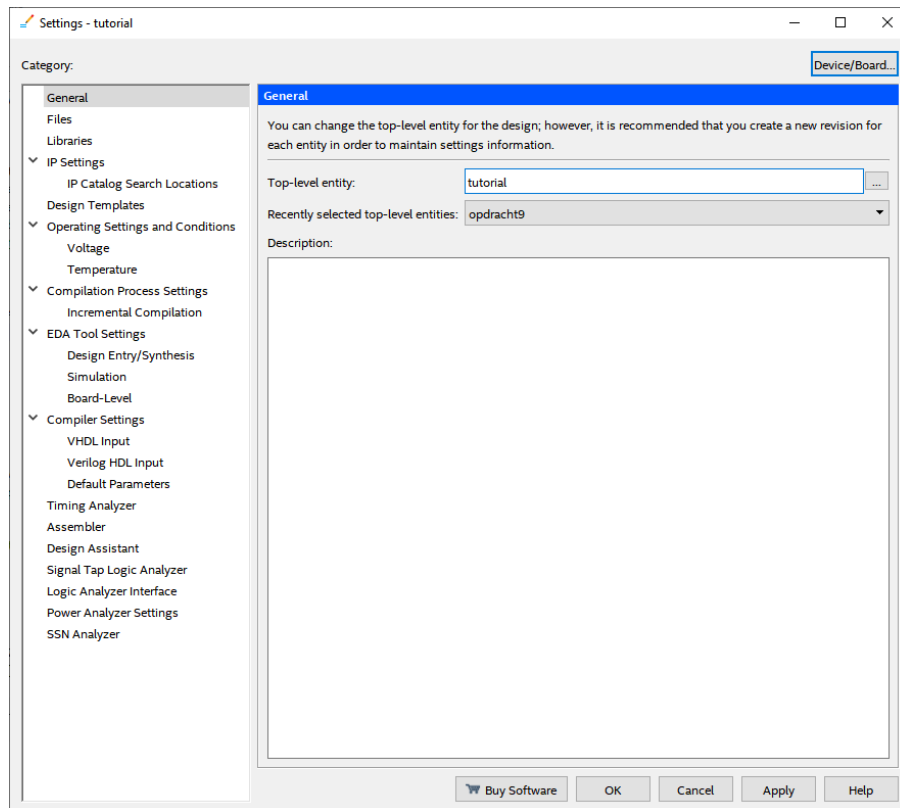 Settings - tutorial
Category:
Device/Board...
General
Files
Libraries
IP Settings
IP Catalog Search Locations
Design Templates
Operating Settings and Conditions
Voltage
Temperature
Compilation Process Settings
Incremental Compilation
EDA Tool Settings
Design Entry/Synthesis
Simulation
Board-Level
Compiler Settings
VHDL Input
Verilog HDL Input
Default Parameters
Timing Analyzer
Assembler
Design Assistant
Signal Tap Logic Analyzer
Logic Analyzer Interface
Power Analyzer Settings
SSN Analyzer
General
You can change the top-level entity for the design; however, it is recommended that you create a new revision for
each entity in order to maintain settings information.
Top-level entity: tutorial ...
Recently selected top-level entities: opdracht9
Description:
Buy Software OK Cancel Apply Help